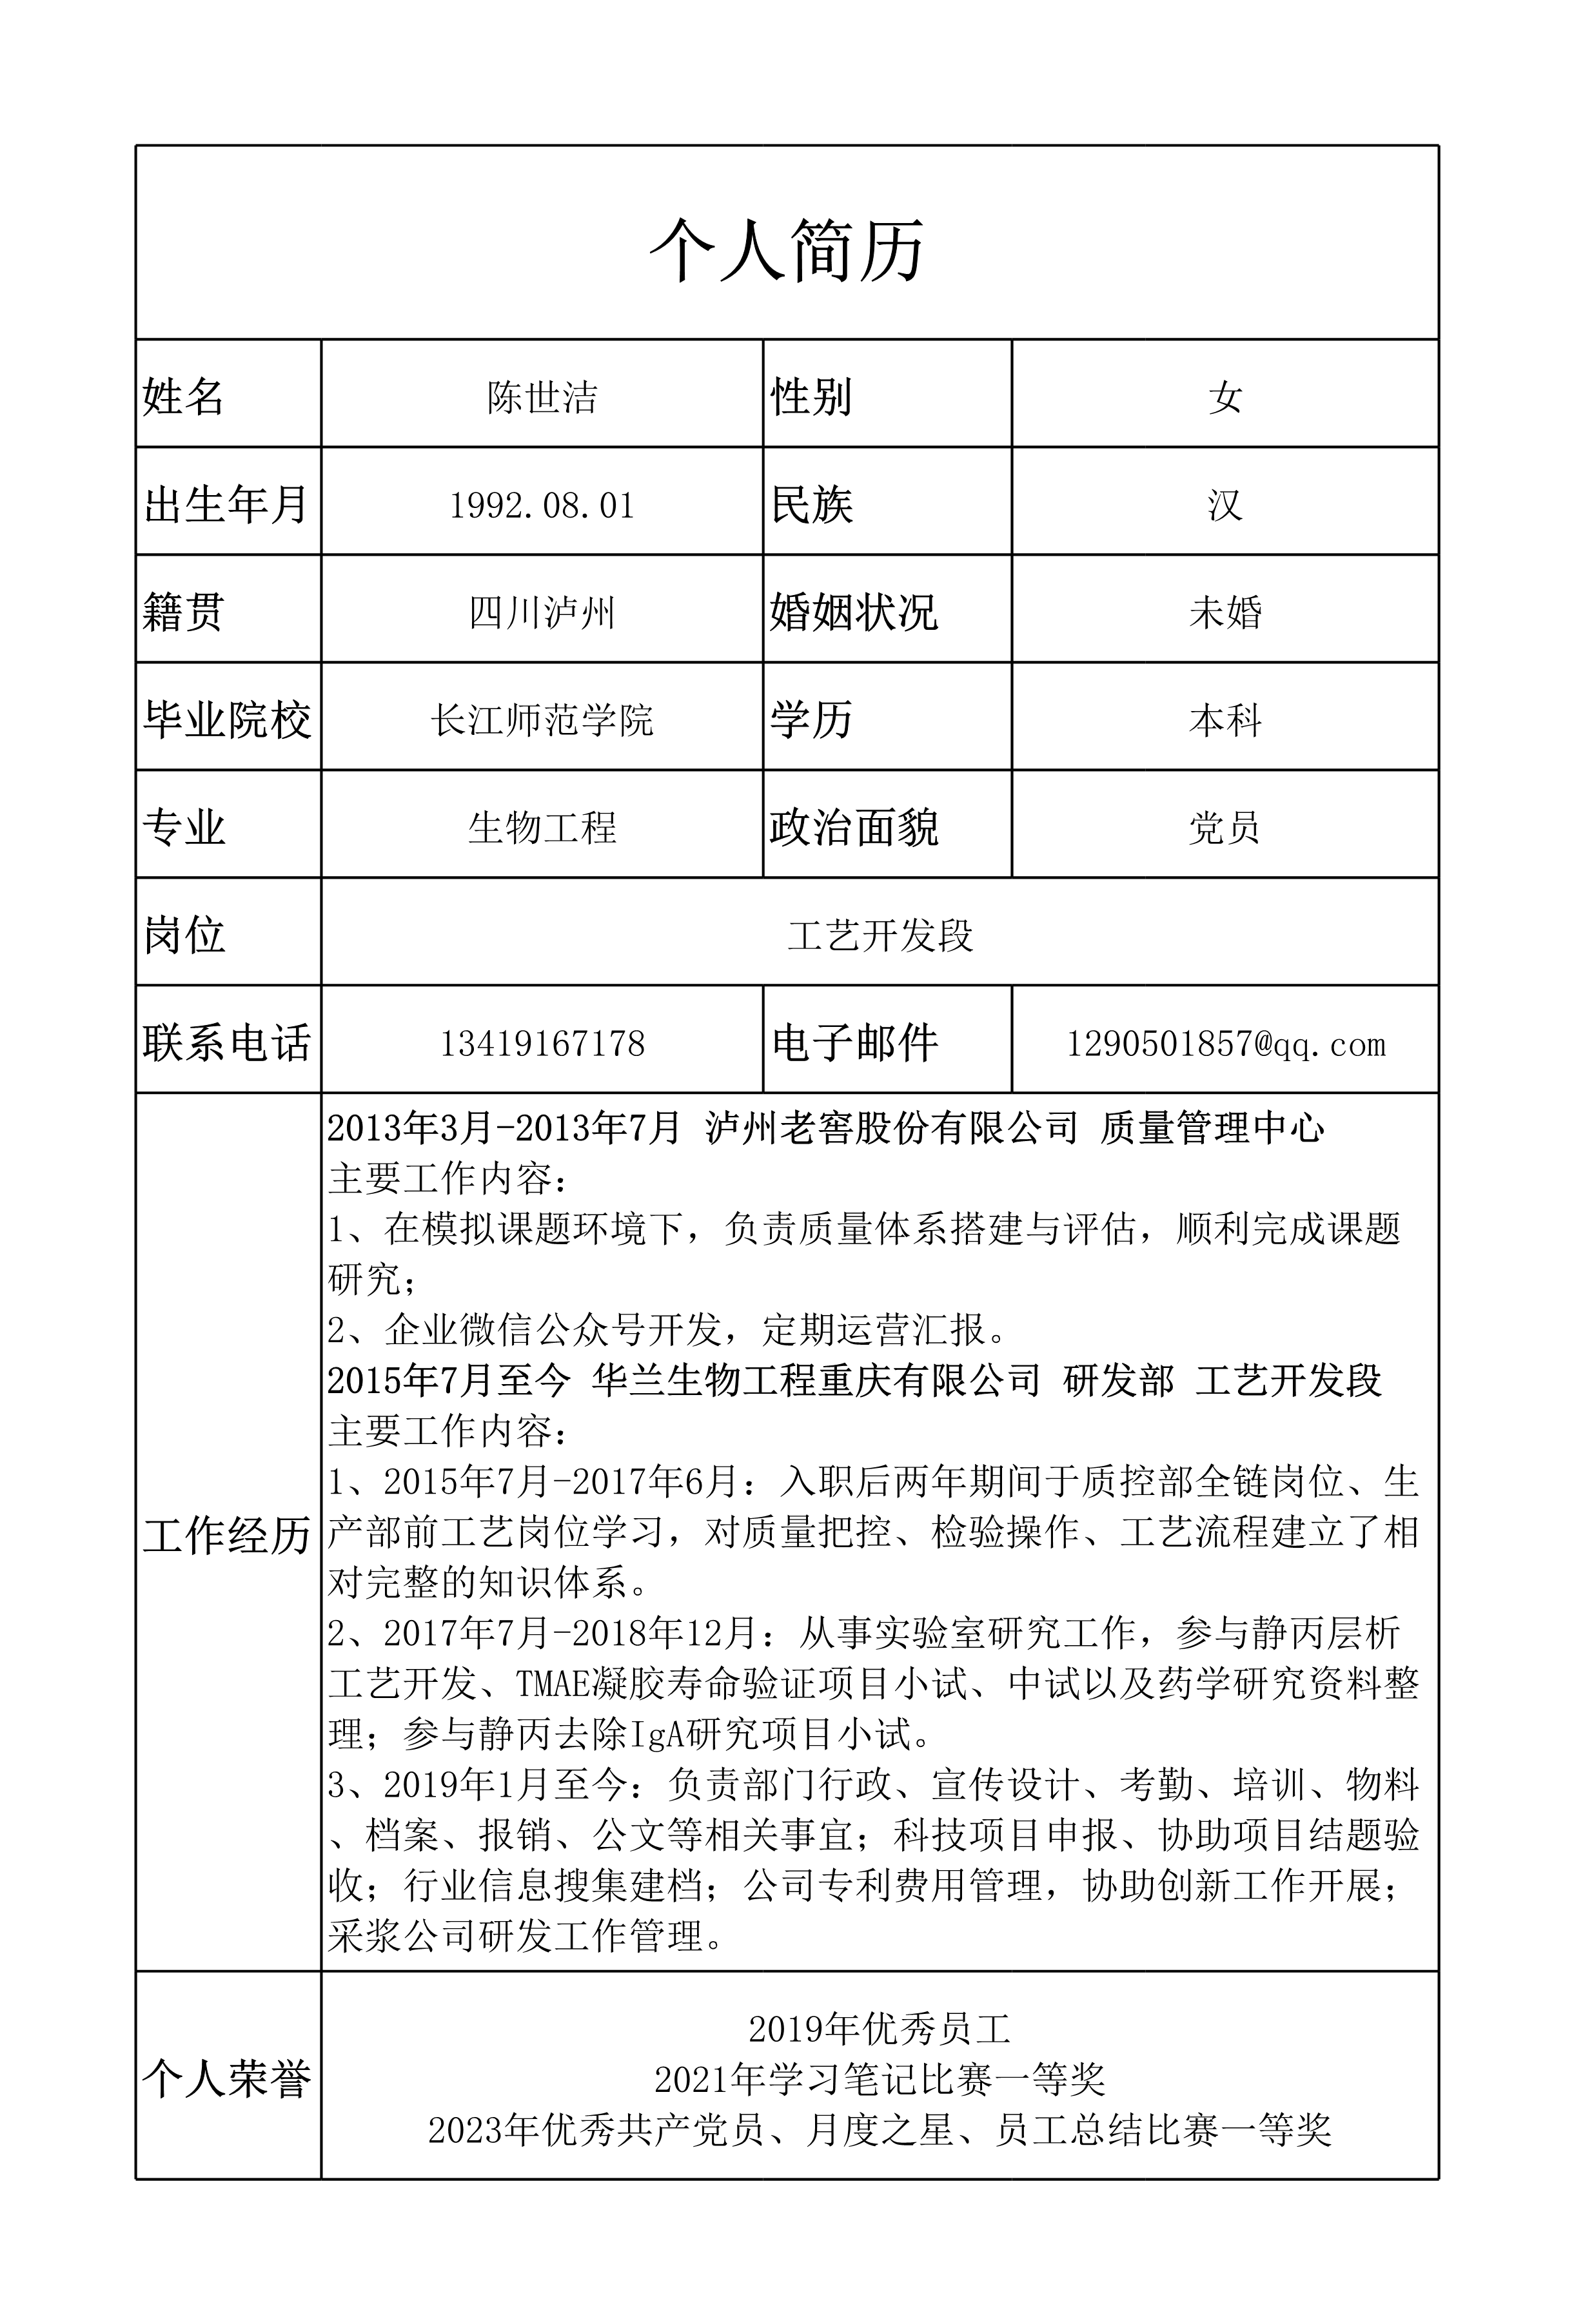 个人简历
姓名 陈世洁 性别 女
出生年月 1992.08.01 民族 汉
籍贯 四川泸州 婚姻状况 未婚
毕业院校 长江师范学院 学历 本科
专业 生物工程 政治面貌 党员
岗位 工艺开发段
联系电话 13419167178 电子邮件 1290501857@qq.com
工作经历
2013年3月-2013年7月 泸州老窖股份有限公司 质量管理中心
主要工作内容：
1、在模拟课题环境下，负责质量体系搭建与评估，顺利完成课题
研究；
2、企业微信公众号开发，定期运营汇报。
2015年7月至今 华兰生物工程重庆有限公司 研发部 工艺开发段
主要工作内容：
1、2015年7月-2017年6月：入职后两年期间于质控部全链岗位、生
产部前工艺岗位学习，对质量把控、检验操作、工艺流程建立了相
对完整的知识体系。
2、2017年7月-2018年12月：从事实验室研究工作，参与静丙层析
工艺开发、TMAE凝胶寿命验证项目小试、中试以及药学研究资料整
理；参与静丙去除IgA研究项目小试。
3、2019年1月至今：负责部门行政、宣传设计、考勤、培训、物料
、档案、报销、公文等相关事宜；科技项目申报、协助项目结题验
收；行业信息搜集建档；公司专利费用管理，协助创新工作开展；
采浆公司研发工作管理。
个人荣誉
2019年优秀员工
2021年学习笔记比赛一等奖
2023年优秀共产党员、月度之星、员工总结比赛一等奖